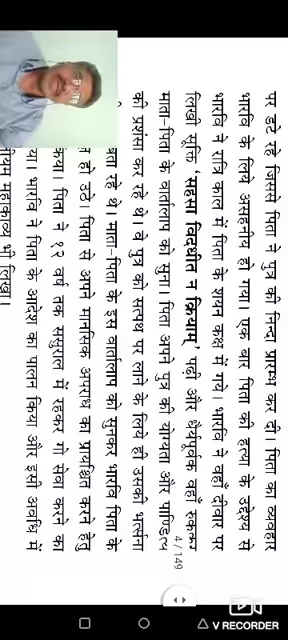 पर डटे रहे जिससे पिता ने पुत्र की निन्दा प्रारम्भ कर दी। पिता का व्यवहार
भारवि के लिये असहनीय हो गया। एक बार पिता की हत्या के उद्देश्य से
भारवि ने रात्रि काल में पिता के शयन कक्ष में गये। भारवि ने वहाँ दीवार पर
लिखी सूक्ति 'सहसा विदधीत न क्रियाम्' पढ़ी और धैर्यपूर्वक वहाँ रुककर
माता-पिता के वार्तालाप को सुना। पिता अपने पुत्र की योग्यता और पाण्डित्य
की प्रशंसा कर रहे थे। वे पुत्र को सत्पथ पर लाने के लिये ही उसकी भर्त्सना
रहे थे। माता-पिता के इस वार्तालाप को सुनकर भारवि पिता के
हो उठे। पिता से अपने मानसिक अपराध का प्रायश्चित करने हेतु
किया। पिता ने १२ वर्ष तक ससुराल में रहकर गो सेवा करने का
भारवि ने पिता के आदेश का पालन किया और इसी अवधि में
महाकाव्य भी लिखा।
4/149
V RECORDER